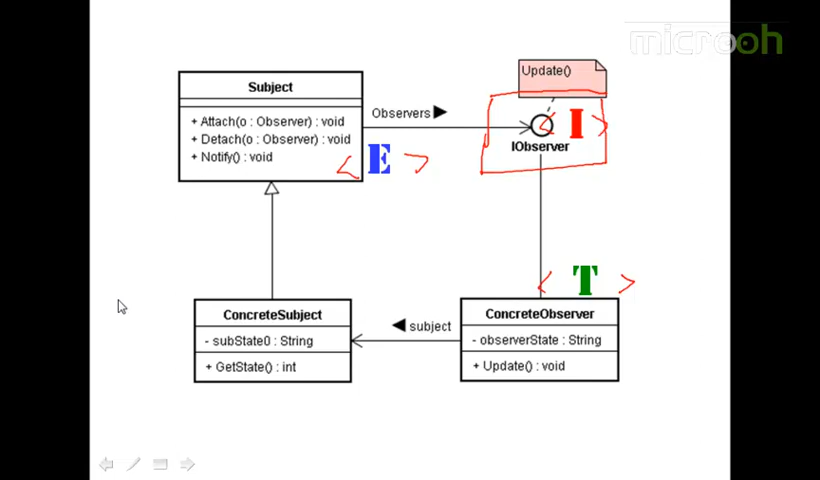 microoh
Update()
Subject
+ Attach(o : Observer) : void
+ Detach(o : Observer) : void
+ Notify() : void
Observers
< I >
IObserver
< E >
< T >
ConcreteSubject
- subState0 : String
+ GetState() : int
subject
ConcreteObserver
- observerState : String
+ Update() : void